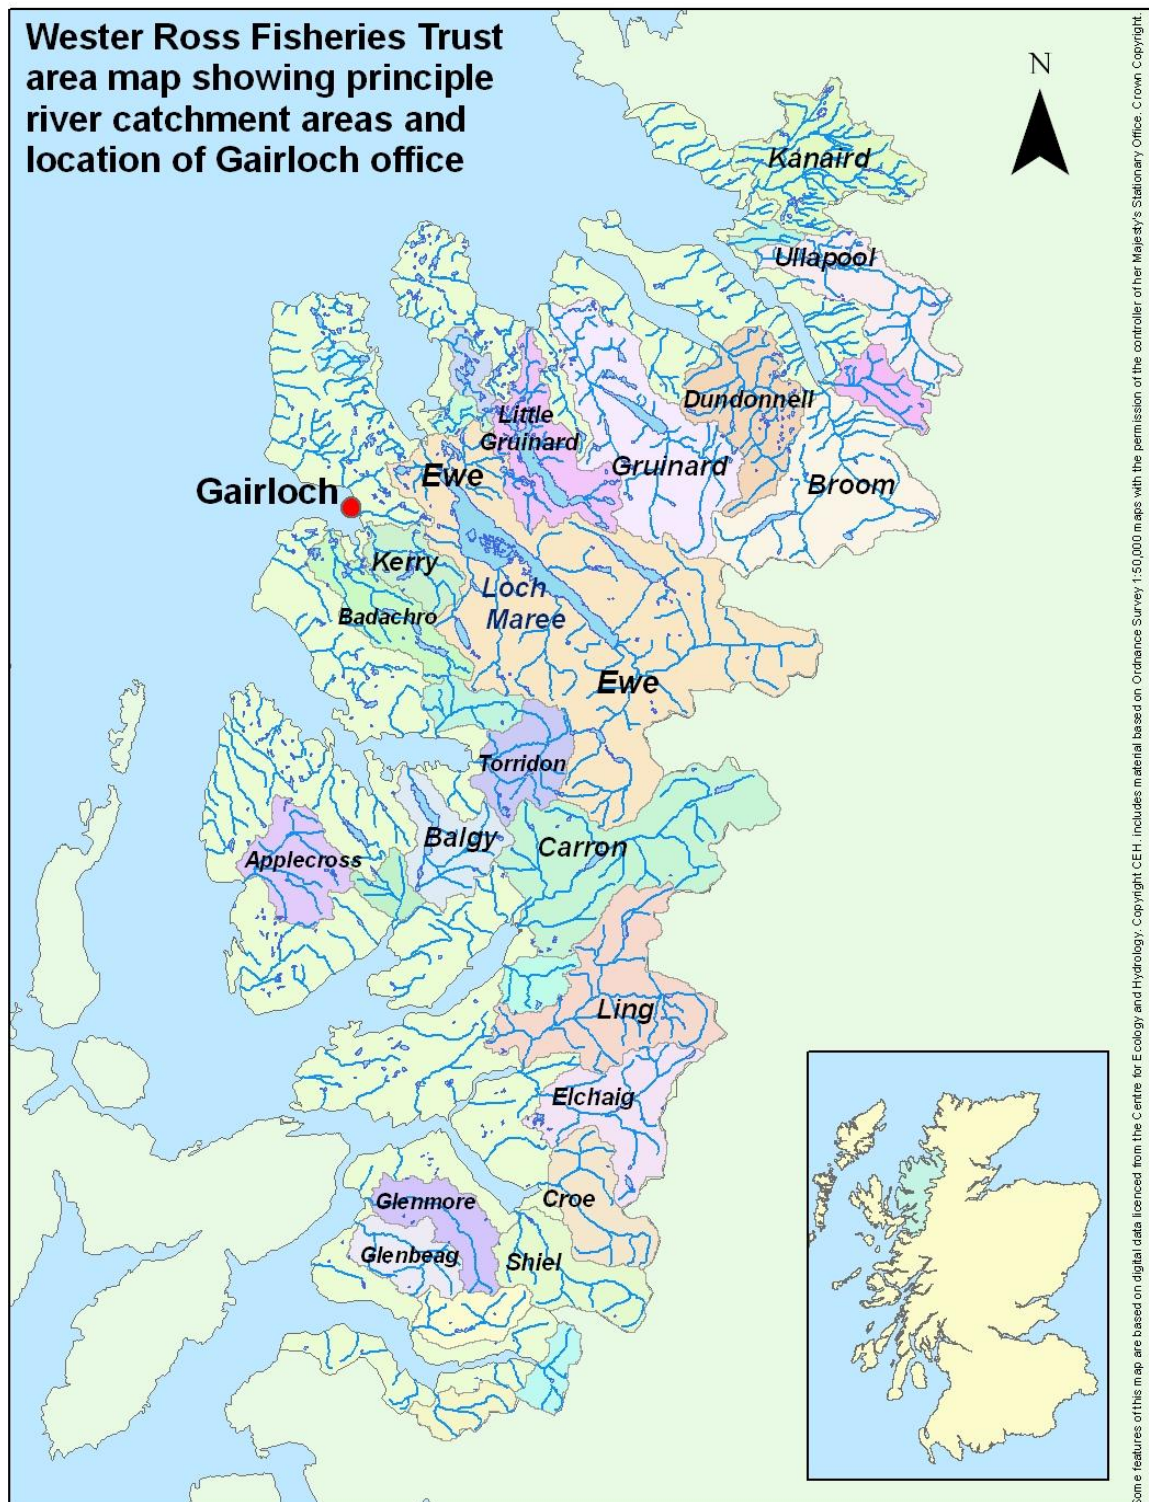 Wester Ross Fisheries Trust
area map showing principle
river catchment areas and
location of Gairloch office
N
Kanaird
Ullapool
Dundonnell
Little
Gruinard
Gruinard
Broom
Ewe
Gairloch
Kerry
Loch
Maree
Badachro
Ewe
Torridon
Balgy
Carron
Applecross
Ling
Elchaig
Glenmore
Croe
Glenbeag
Shiel
Some features of this map are based on digital data licenced from the Centre for Ecology and Hydrology. Copyright CEH. Includes material based on Ordnance Survey 1:50,000 maps with the permission of the controller of her Majesty's Stationary Office. Crown Copyright.